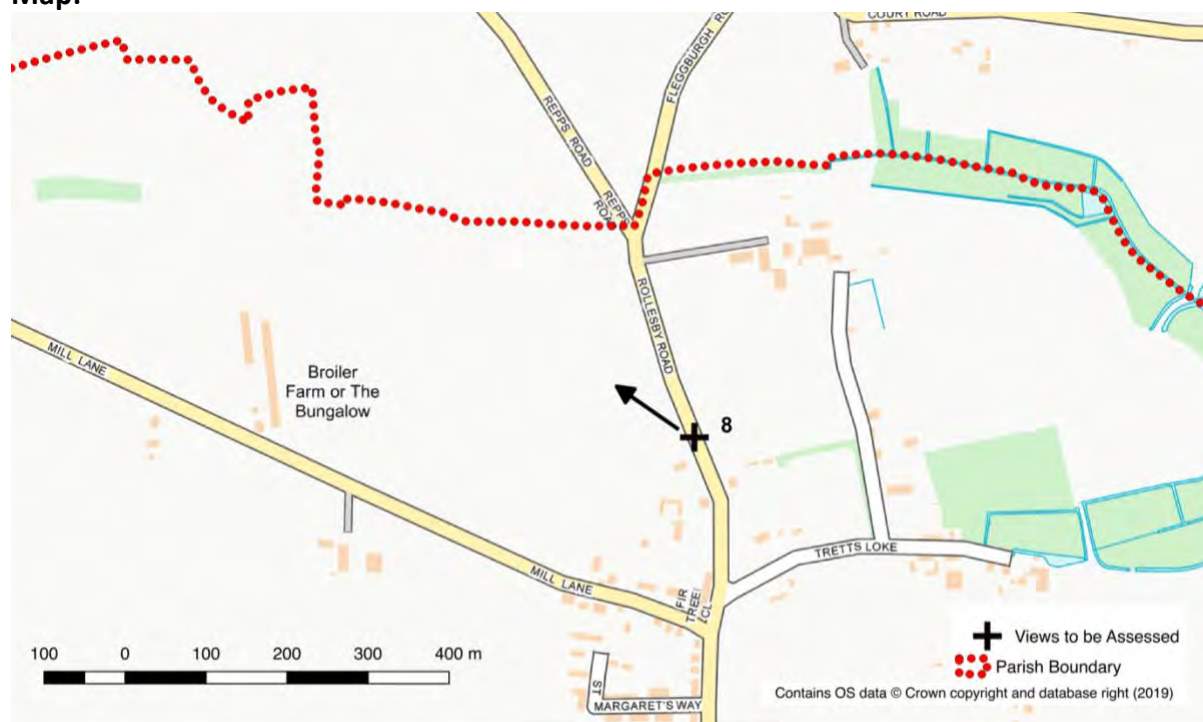 Map:
COURT ROAD
FLEGGBURGH RO
REPPS ROAD
REPPS
ROAD
ROLLESBY ROAD
8
MILL LANE
Broiler
Farm or The
Bungalow
MILL LANE
TRETTS LOKE
FIR
TREE
CL
ST
MARGARET'S WAY
100 0 100 200 300 400 m
Views to be Assessed
Parish Boundary
Contains OS data © Crown copyright and database right (2019)